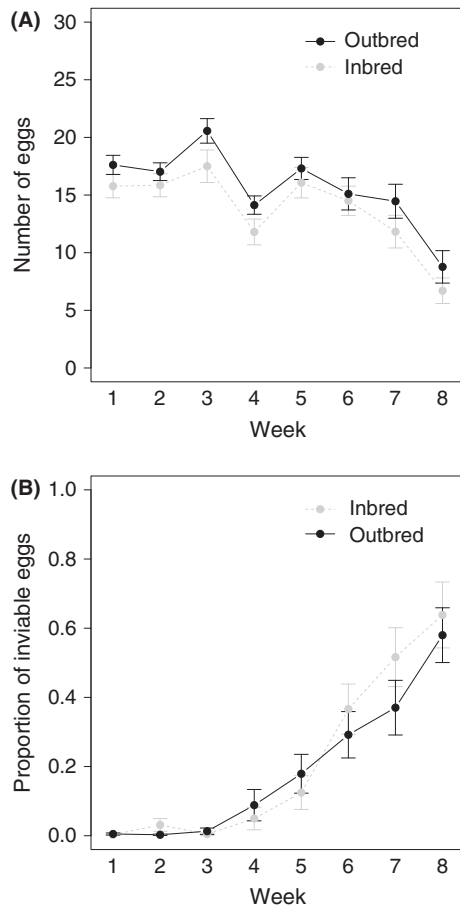 (A)
30
25
20
15
10
5
0
Number of eggs
Outbred
Inbred
1 2 3 4 5 6 7 8
Week
(B)
1.0
0.8
0.6
0.4
0.2
0.0
Proportion of inviable eggs
Inbred
Outbred
1 2 3 4 5 6 7 8
Week